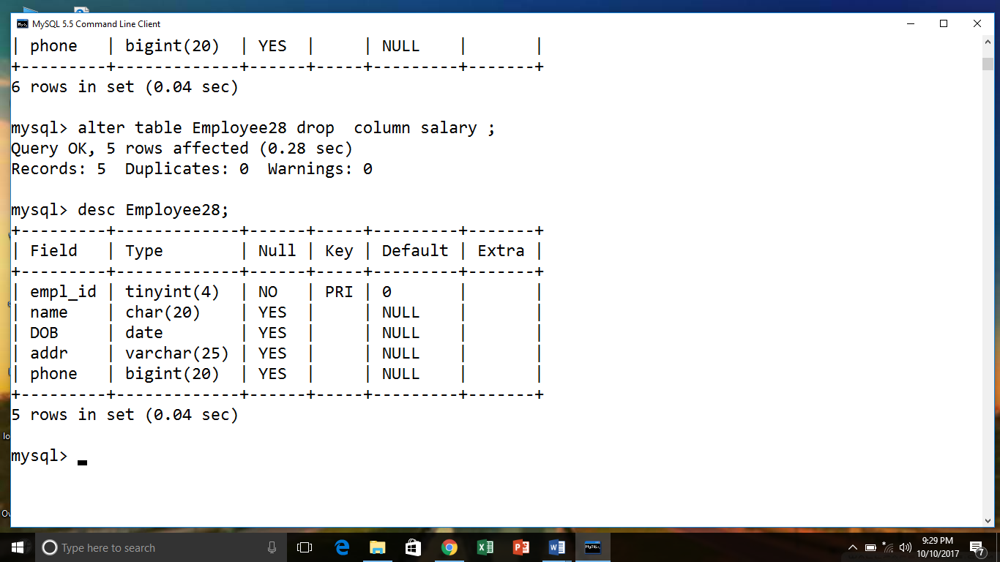 MySQL 5.5 Command Line Client
| phone   | bigint(20)  | YES  |     | NULL    |       |
+---------+-------------+------+-----+---------+-------+
6 rows in set (0.04 sec)
mysql> alter table Employee28 drop  column salary ;
Query OK, 5 rows affected (0.28 sec)
Records: 5  Duplicates: 0  Warnings: 0
mysql> desc Employee28;
+---------+-------------+------+-----+---------+-------+
| Field   | Type        | Null | Key | Default | Extra |
+---------+-------------+------+-----+---------+-------+
| empl_id | tinyint(4)  | NO   | PRI | 0       |       |
| name    | char(20)    | YES  |     | NULL    |       |
| DOB     | date        | YES  |     | NULL    |       |
| addr    | varchar(25) | YES  |     | NULL    |       |
| phone   | bigint(20)  | YES  |     | NULL    |       |
+---------+-------------+------+-----+---------+-------+
5 rows in set (0.04 sec)
mysql>
Type here to search
9:29 PM
10/10/2017
7